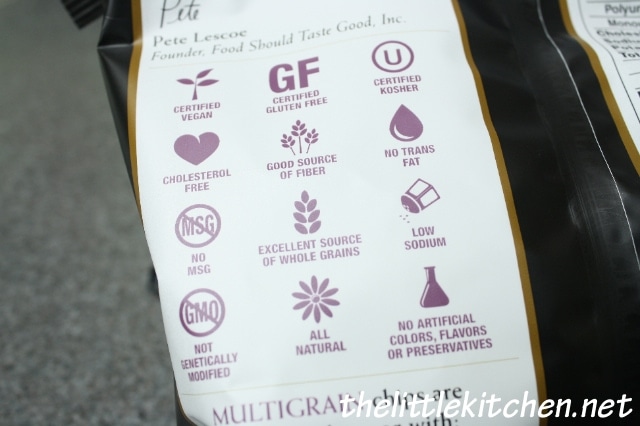 Pete
Pete Lescoe
Founder, Food Should Taste Good, Inc.
CERTIFIED
VEGAN
GF
CERTIFIED
GLUTEN FREE
U
CERTIFIED
KOSHER
CHOLESTEROL
FREE
GOOD SOURCE
OF FIBER
NO TRANS
FAT
MSG
NO
MSG
EXCELLENT SOURCE
OF WHOLE GRAINS
LOW
SODIUM
GMO
NOT
GENETICALLY
MODIFIED
ALL
NATURAL
NO ARTIFICIAL
COLORS, FLAVORS
OR PRESERVATIVES
MULTIGRAIN chips are
thelittlekitchen.net